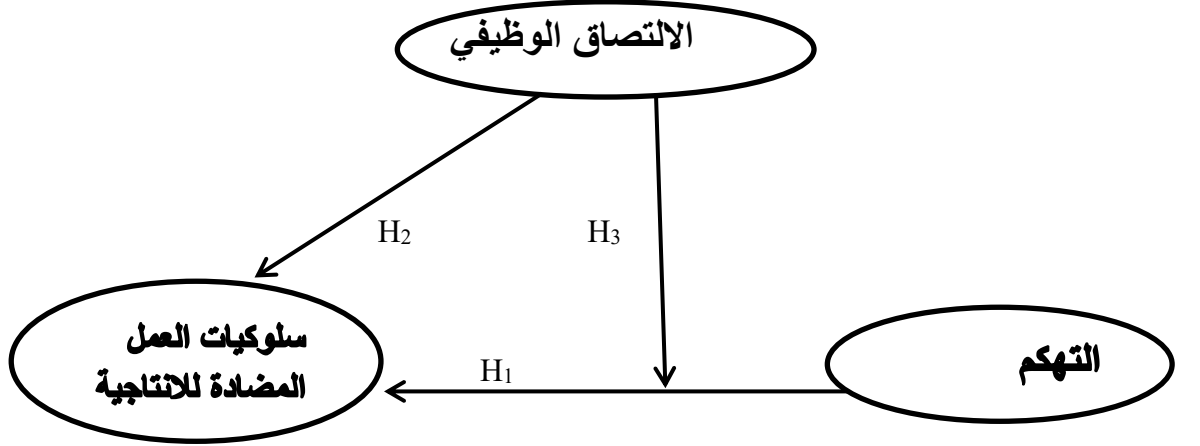 الالتصاق الوظيفي
H₂
H₃
سلوكيات العمل
المضادة للانتاجية
H₁
التهكم